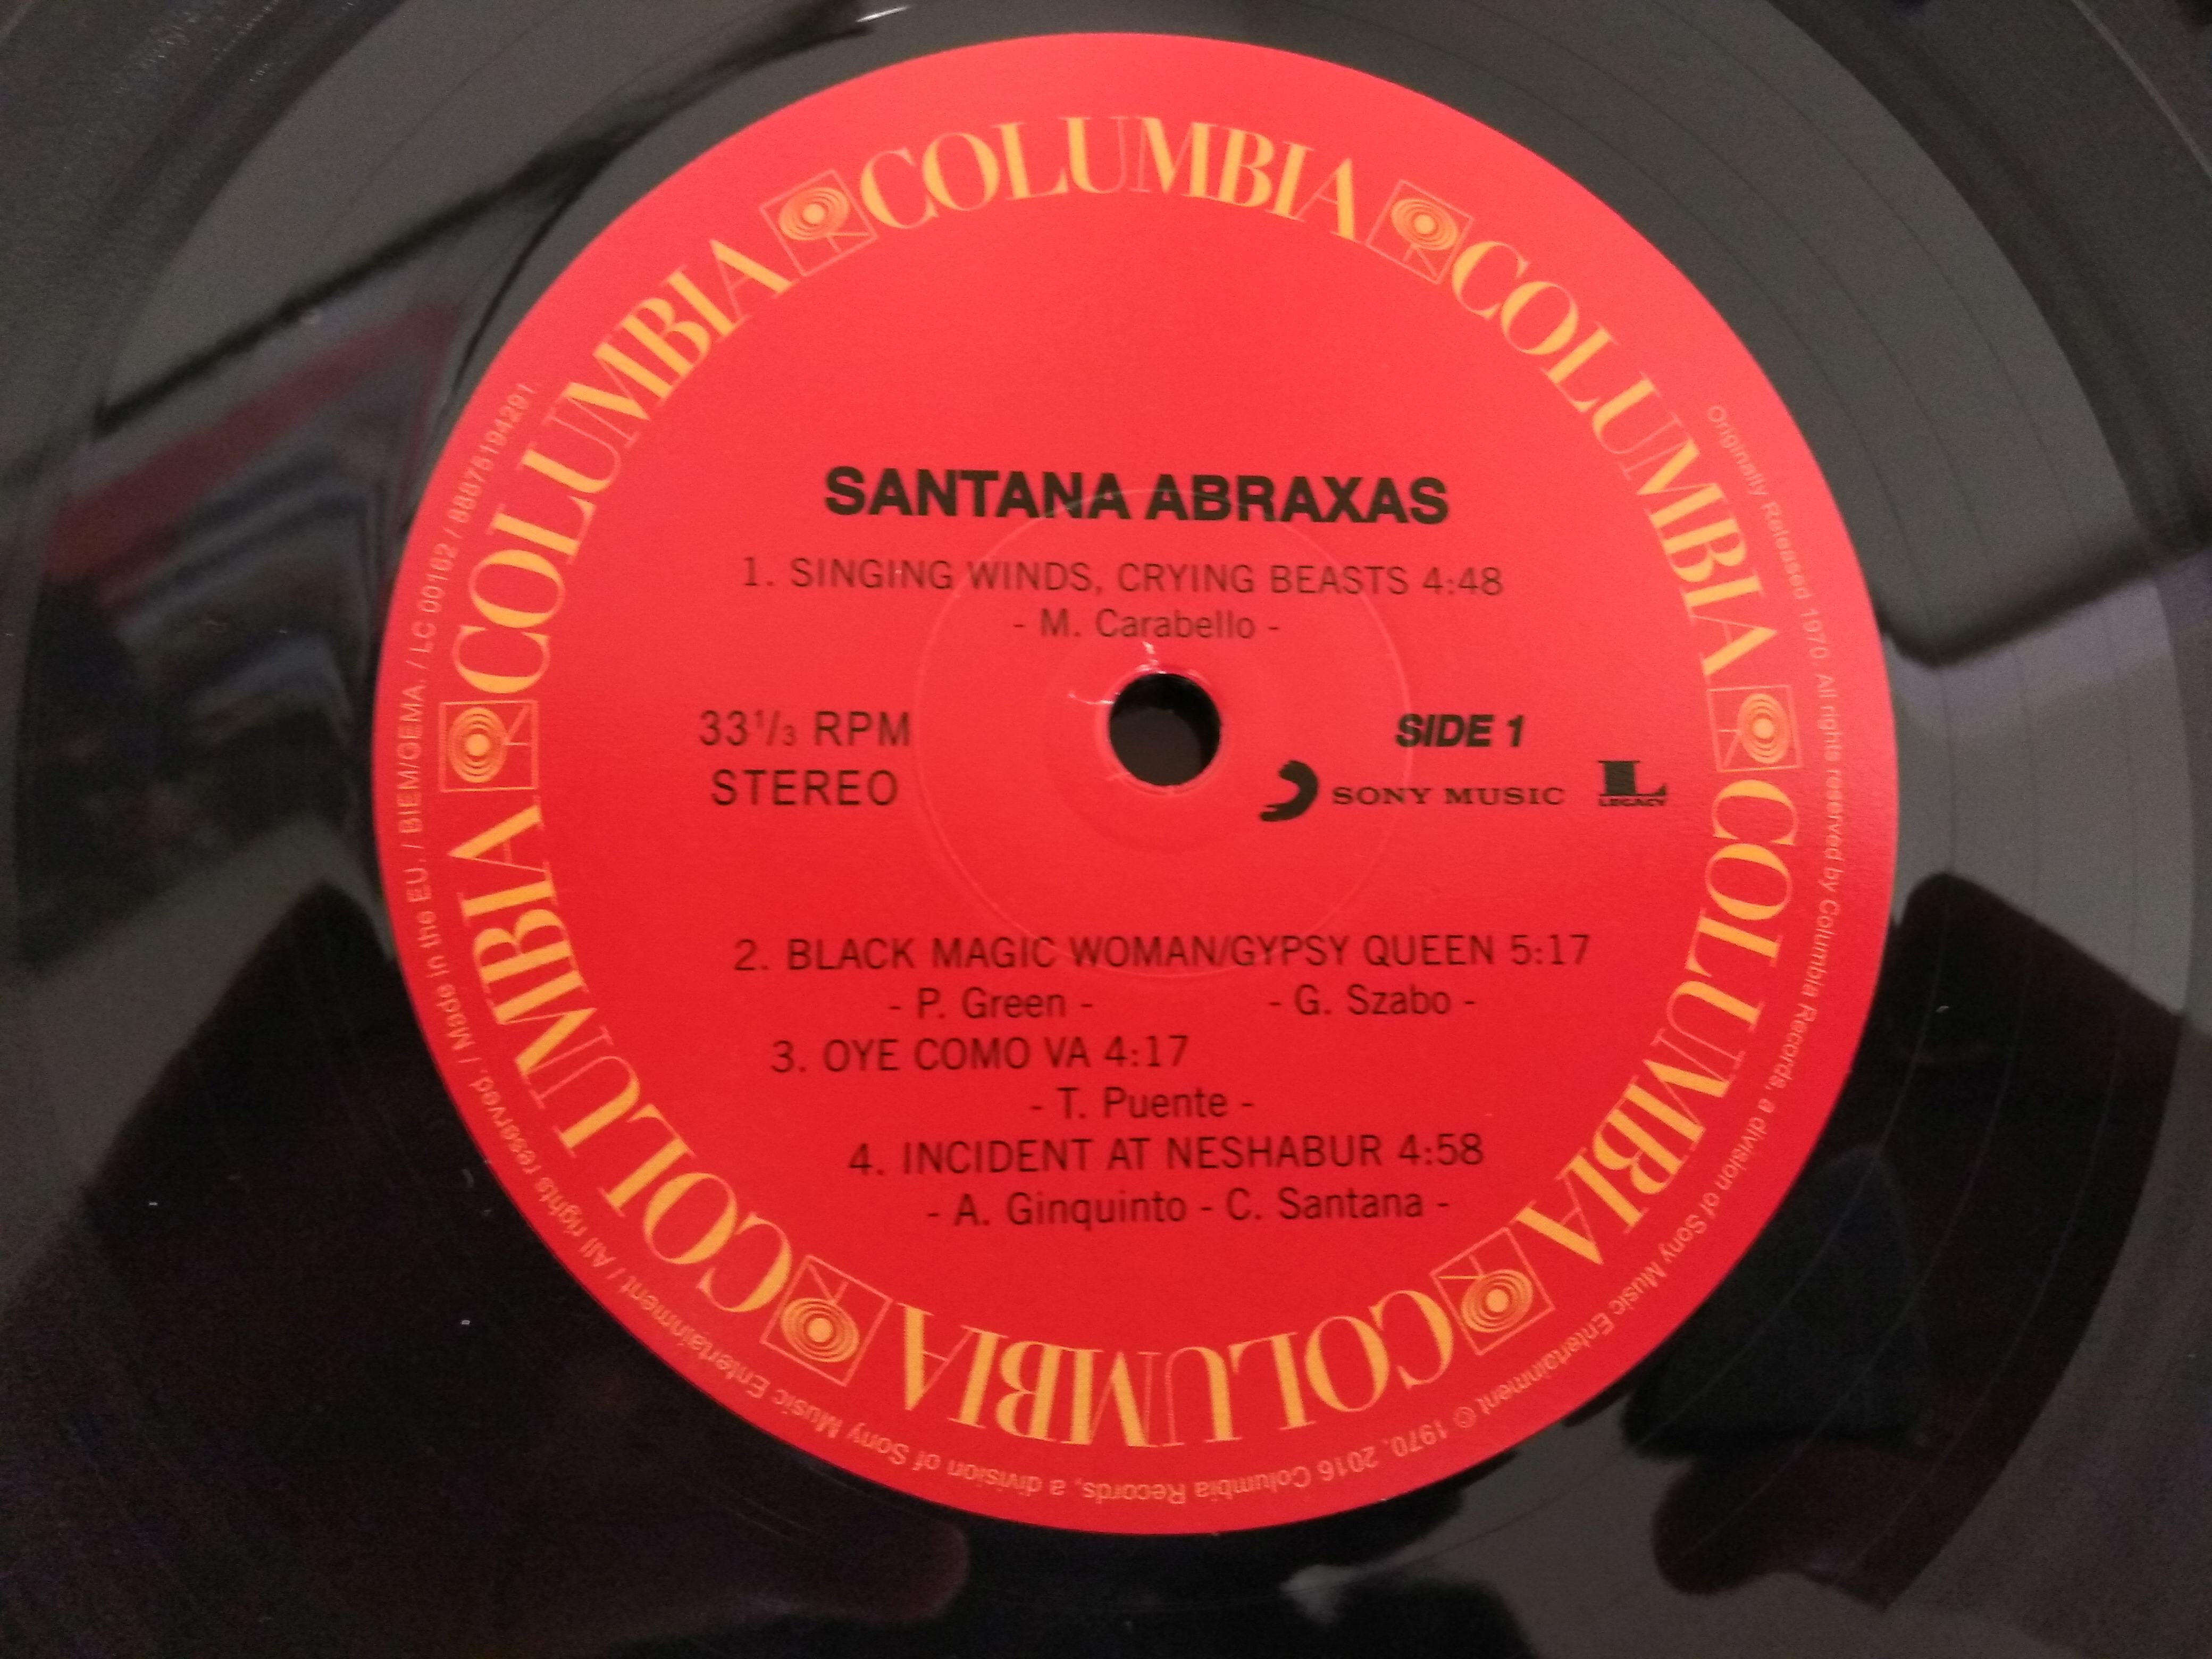 COLUMBIA COLUMBIA COLUMBIA COLUMBIA COLUMBIA COLUMBIA
SANTANA ABRAXAS
1. SINGING WINDS, CRYING BEASTS 4:48
- M. Carabello -
33⅓ RPM
STEREO
SIDE 1
SONY MUSIC
L
LEGACY
2. BLACK MAGIC WOMAN/GYPSY QUEEN 5:17
- P. Green - - G. Szabo -
3. OYE COMO VA 4:17
- T. Puente -
4. INCIDENT AT NESHABUR 4:58
- A. Ginquinto - C. Santana -
Originally Released 1970. All rights reserved by Columbia Records, a division of Sony Music Entertainment © 1970, 2016 Columbia Records, a division of Sony Music Entertainment / All rights reserved. / Made in the EU. / BIEM/GEMA. / LC 00162 / 88875194291.